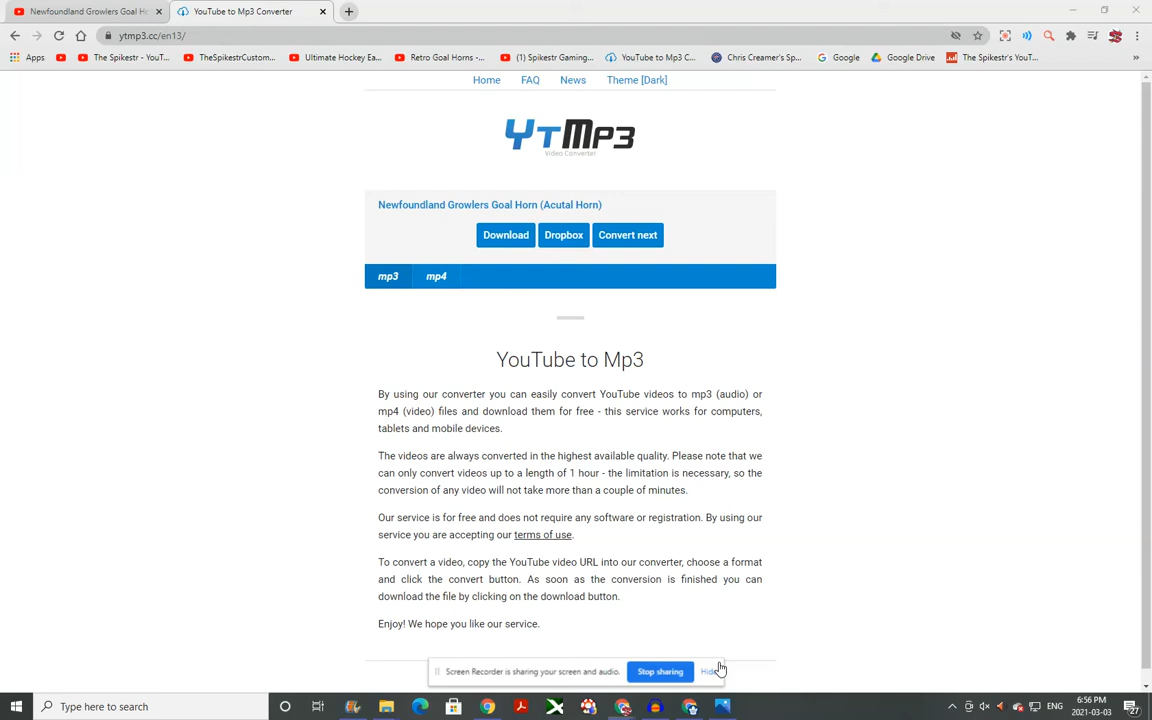 Newfoundland Growlers Goal Ho
YouTube to Mp3 Converter
ytmp3.cc/en13/
Apps
The Spikestr - YouT...
TheSpikestrCustom...
Ultimate Hockey Ea...
Retro Goal Horns -...
(1) Spikestr Gaming...
YouTube to Mp3 C...
Chris Creamer's Sp...
Google
Google Drive
The Spikestr's YouT...
Home FAQ News Theme [Dark]
YTMP3
Video Converter
Newfoundland Growlers Goal Horn (Acutal Horn)
Download Dropbox Convert next
mp3 mp4
YouTube to Mp3
By using our converter you can easily convert YouTube videos to mp3 (audio) or
mp4 (video) files and download them for free - this service works for computers,
tablets and mobile devices.
The videos are always converted in the highest available quality. Please note that we
can only convert videos up to a length of 1 hour - the limitation is necessary, so the
conversion of any video will not take more than a couple of minutes.
Our service is for free and does not require any software or registration. By using our
service you are accepting our terms of use.
To convert a video, copy the YouTube video URL into our converter, choose a format
and click the convert button. As soon as the conversion is finished you can
download the file by clicking on the download button.
Enjoy! We hope you like our service.
Screen Recorder is sharing your screen and audio. Stop sharing Hide
Type here to search
ENG
6:56 PM
2021-03-03
27